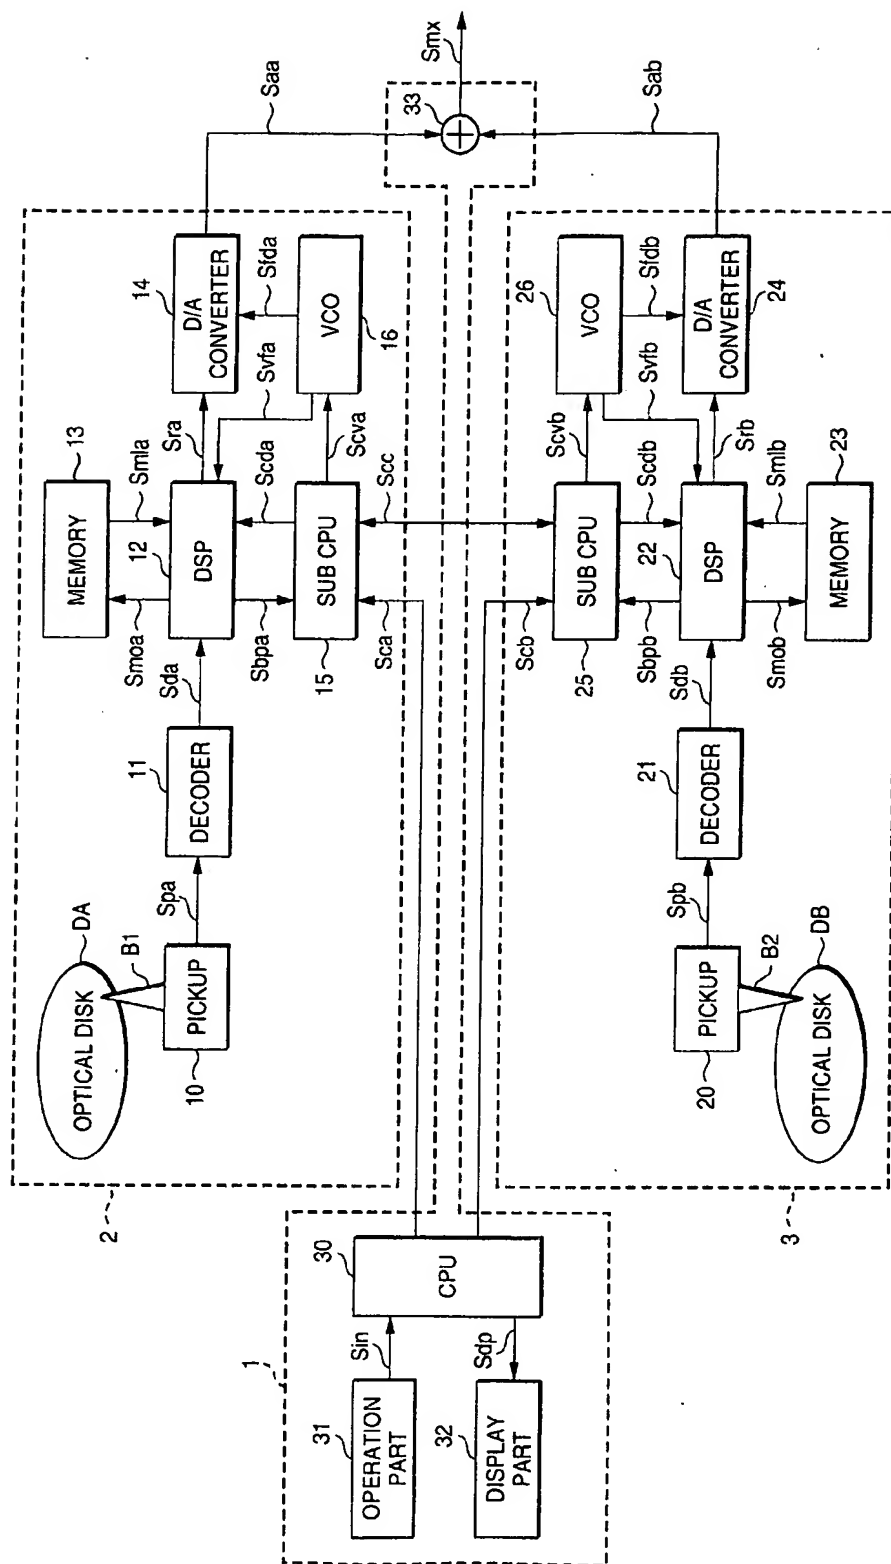 1
31
OPERATION
PART
Sin
32
DISPLAY
PART
Sdp
30
CPU
2
OPTICAL DISK
DA
B1
PICKUP
10
Spa
11
DECODER
Sda
12
DSP
Smoa
Smla
13
MEMORY
Sbpa
Scda
15
SUB CPU
Sca
Scc
Sra
14
D/A
CONVERTER
Svfa
Sfda
Scva
VCO
16
Saa
33
Smx
Sab
3
OPTICAL DISK
DB
B2
PICKUP
20
Spb
21
DECODER
Sdb
22
DSP
Sbpb
Scdb
Scb
SUB CPU
25
Smob
Smlb
MEMORY
23
Scvb
26
VCO
Svfb
Sfdb
Srb
D/A
CONVERTER
24